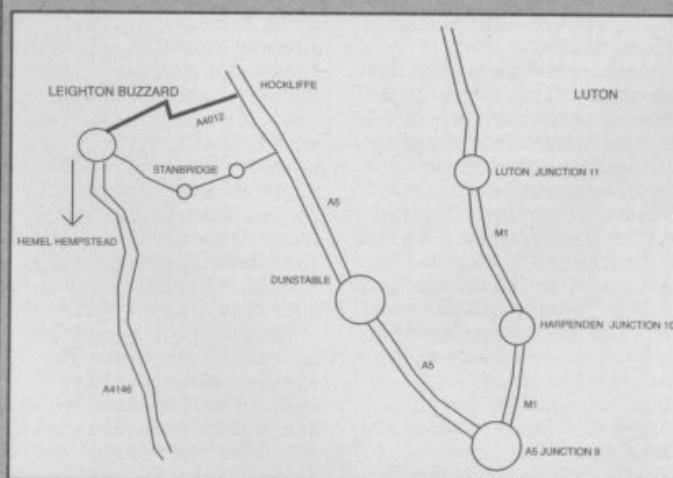 HOCKLIFFE
LEIGHTON BUZZARD
LUTON
A4012
STANBRIDGE
LUTON JUNCTION 11
A5
M1
HEMEL HEMPSTEAD
DUNSTABLE
HARPENDEN JUNCTION 10
A5
A4146
M1
A5 JUNCTION 9